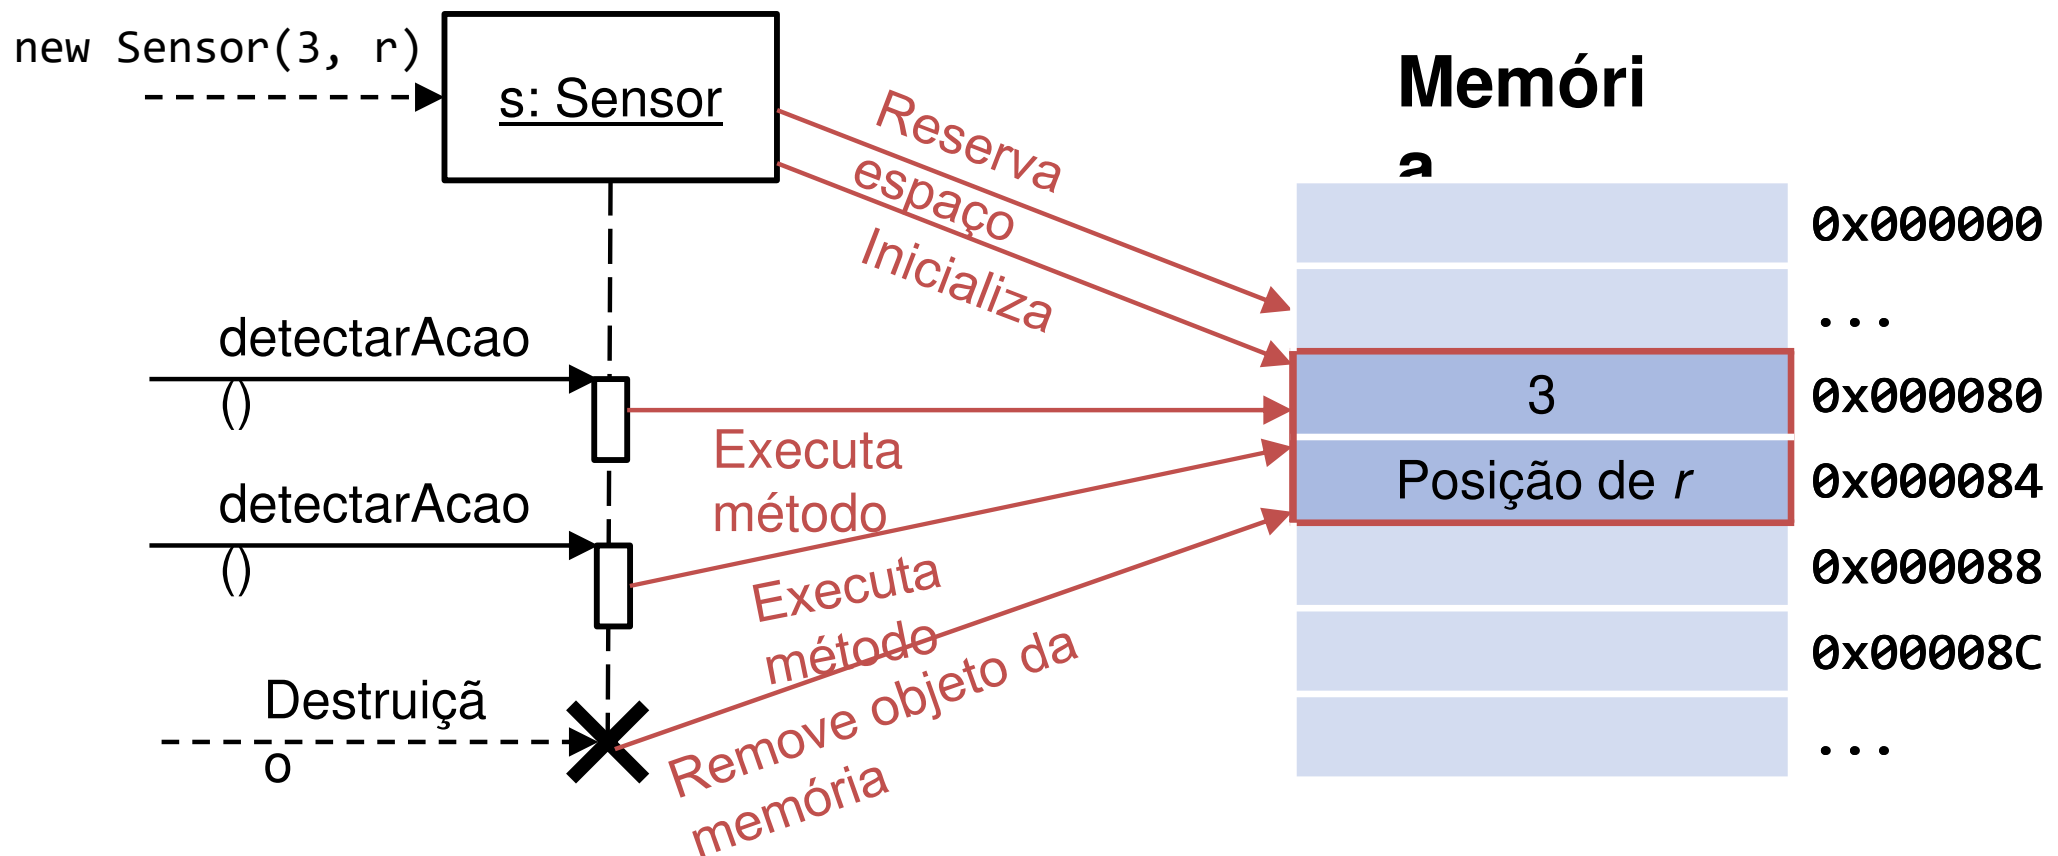 new Sensor(3, r)
s: Sensor
Reserva
espaço
Inicializa
Memóri
a
0x000000
...
detectarAcao
()
3
0x000080
Executa
método
Posição de r
0x000084
detectarAcao
()
Executa
método
0x000088
0x00008C
Destruiçã
o
Remove objeto da
memória
...